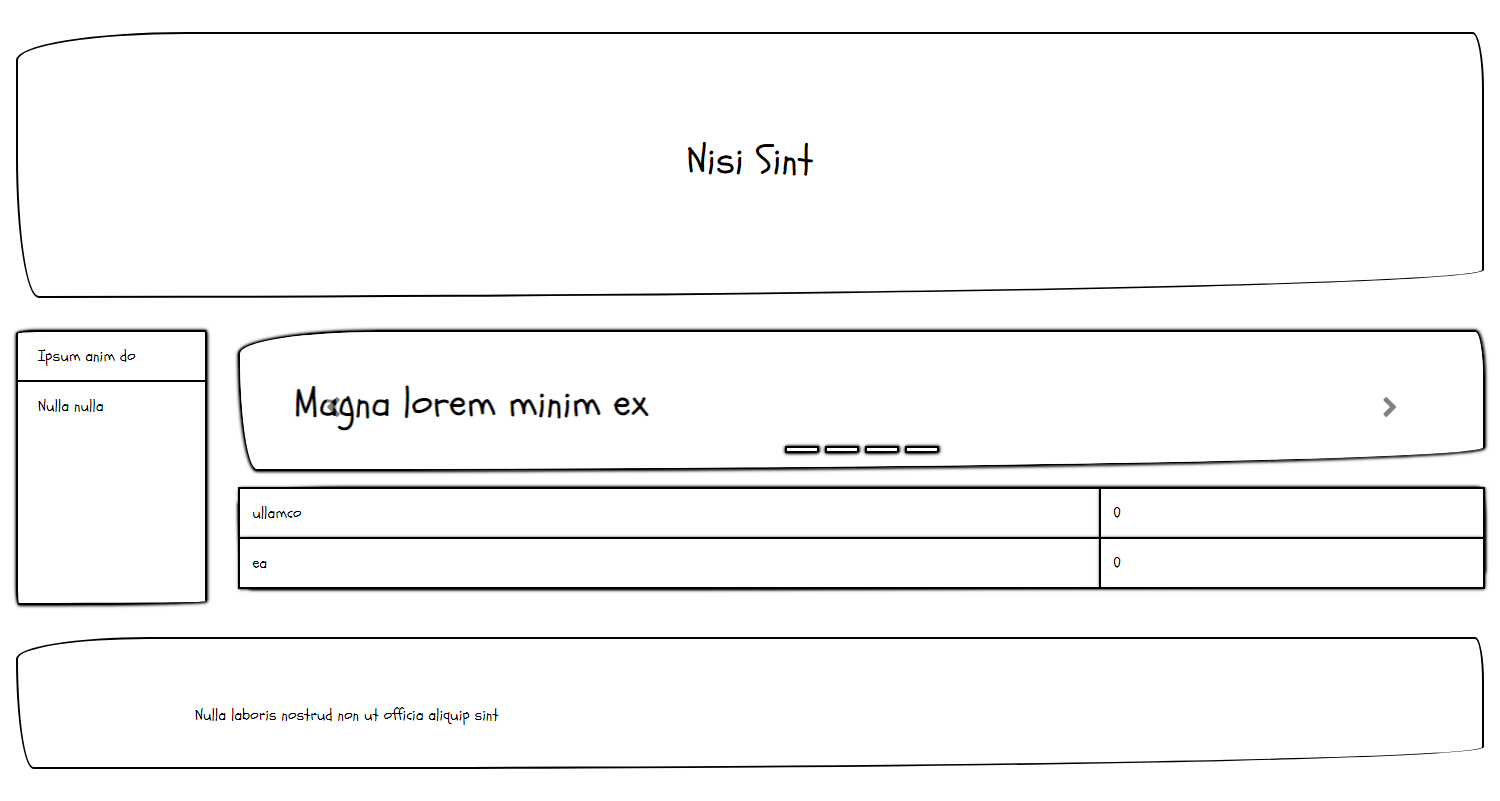 Nisi Sint
Ipsum anim do
Nulla nulla
Magna lorem minim ex
ullamco 0
ea 0
Nulla laboris nostrud non ut officia aliquip sint